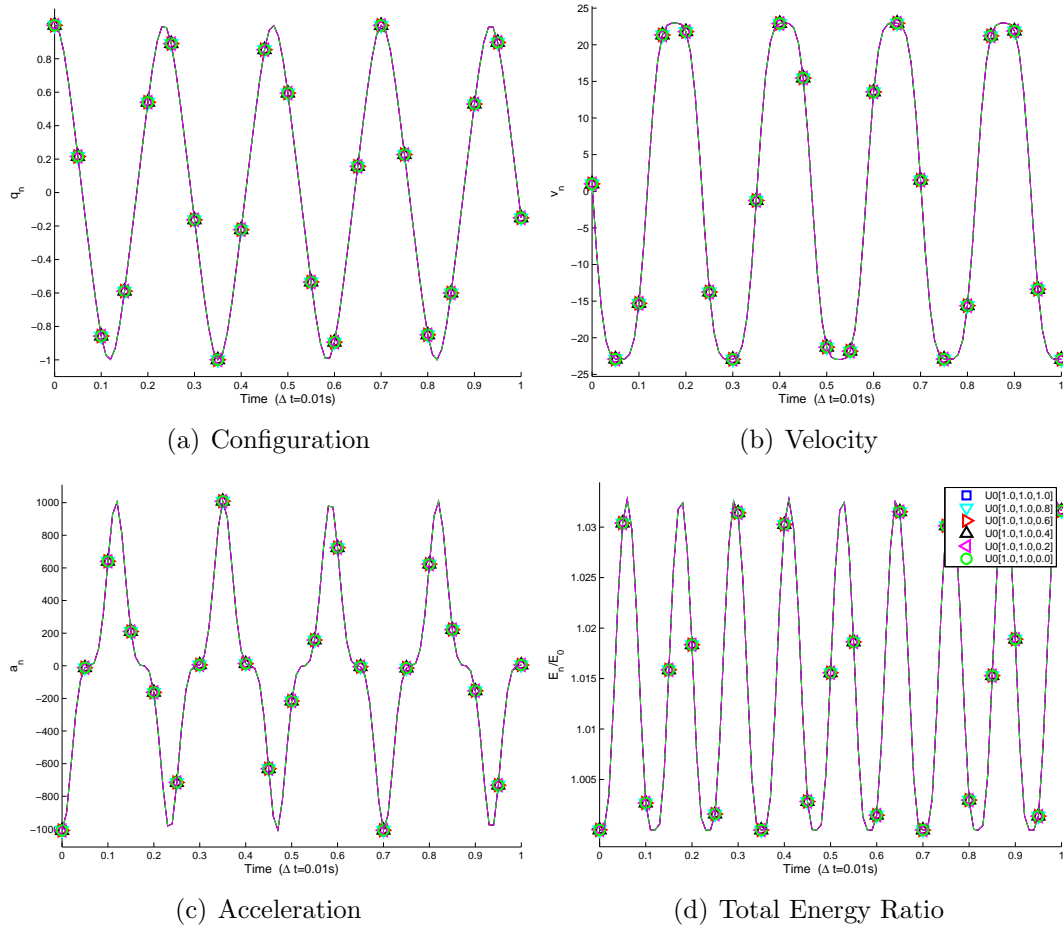 1
0.8
0.6
0.4
0.2
0
−0.2
−0.4
−0.6
−0.8
−1
q_n
0 0.1 0.2 0.3 0.4 0.5 0.6 0.7 0.8 0.9 1
Time (Δ t=0.01s)
(a) Configuration
25
20
15
10
5
0
−5
−10
−15
−20
−25
v_n
0 0.1 0.2 0.3 0.4 0.5 0.6 0.7 0.8 0.9 1
Time (Δ t=0.01s)
(b) Velocity
1000
800
600
400
200
0
−200
−400
−600
−800
−1000
a_n
0 0.1 0.2 0.3 0.4 0.5 0.6 0.7 0.8 0.9 1
Time (Δ t=0.01s)
(c) Acceleration
1.03
1.025
1.02
1.015
1.01
1.005
1
E_n/E_0
U0[1.0,1.0,1.0]
U0[1.0,1.0,0.8]
U0[1.0,1.0,0.6]
U0[1.0,1.0,0.4]
U0[1.0,1.0,0.2]
U0[1.0,1.0,0.0]
0 0.1 0.2 0.3 0.4 0.5 0.6 0.7 0.8 0.9 1
Time (Δ t=0.01s)
(d) Total Energy Ratio